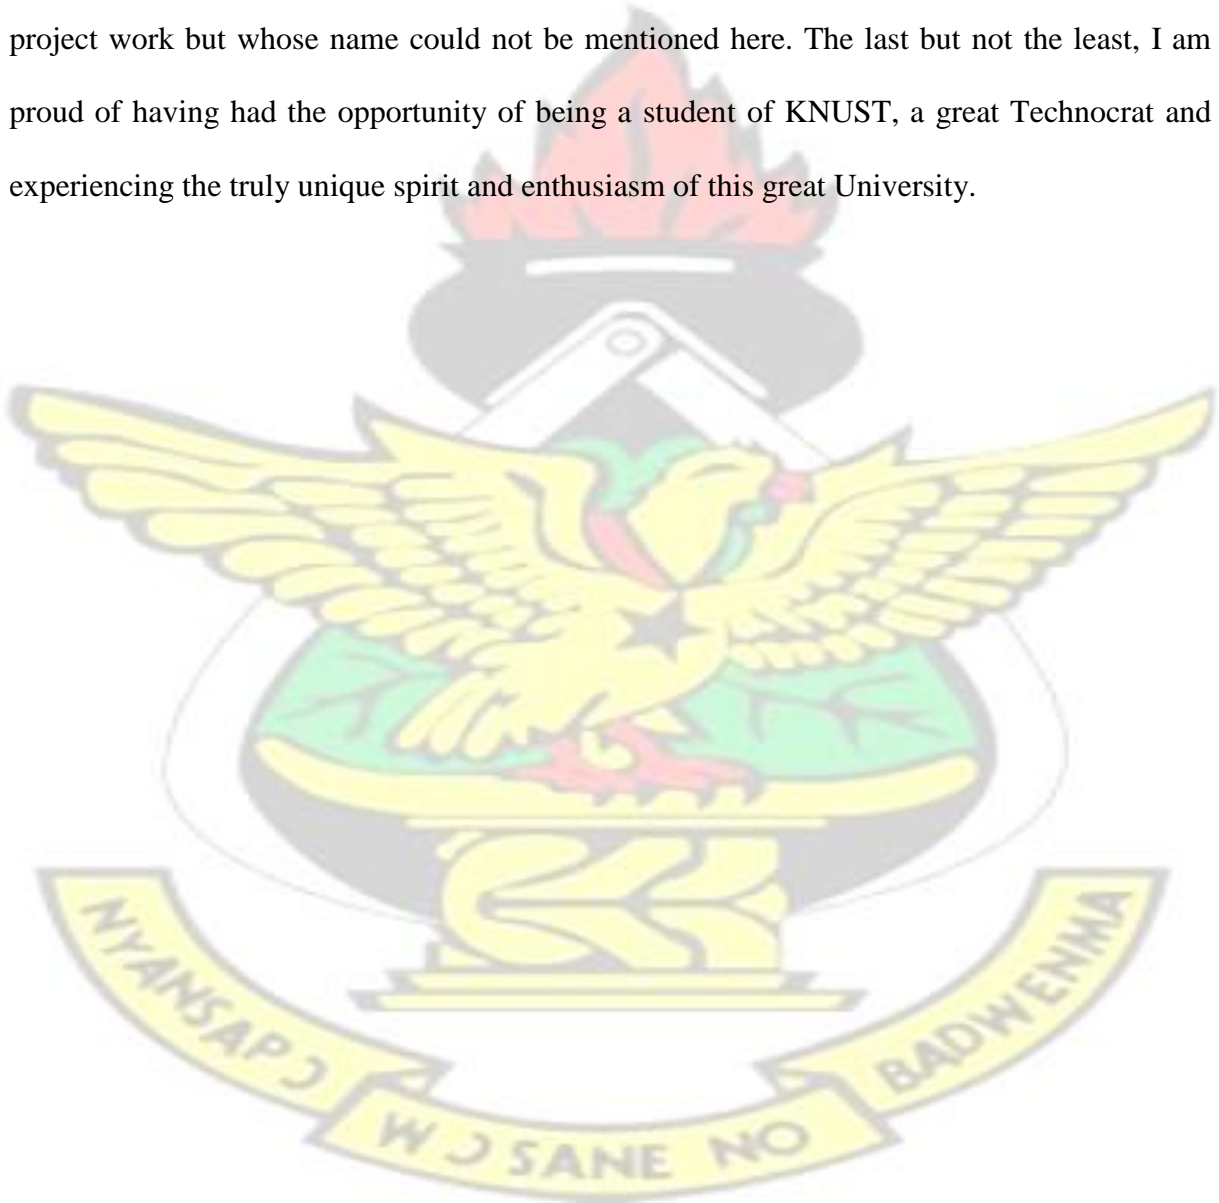 project work but whose name could not be mentioned here. The last but not the least, I am
proud of having had the opportunity of being a student of KNUST, a great Technocrat and
experiencing the truly unique spirit and enthusiasm of this great University.
NYANSAPƆ
WƆSANE NO
BADWENMA